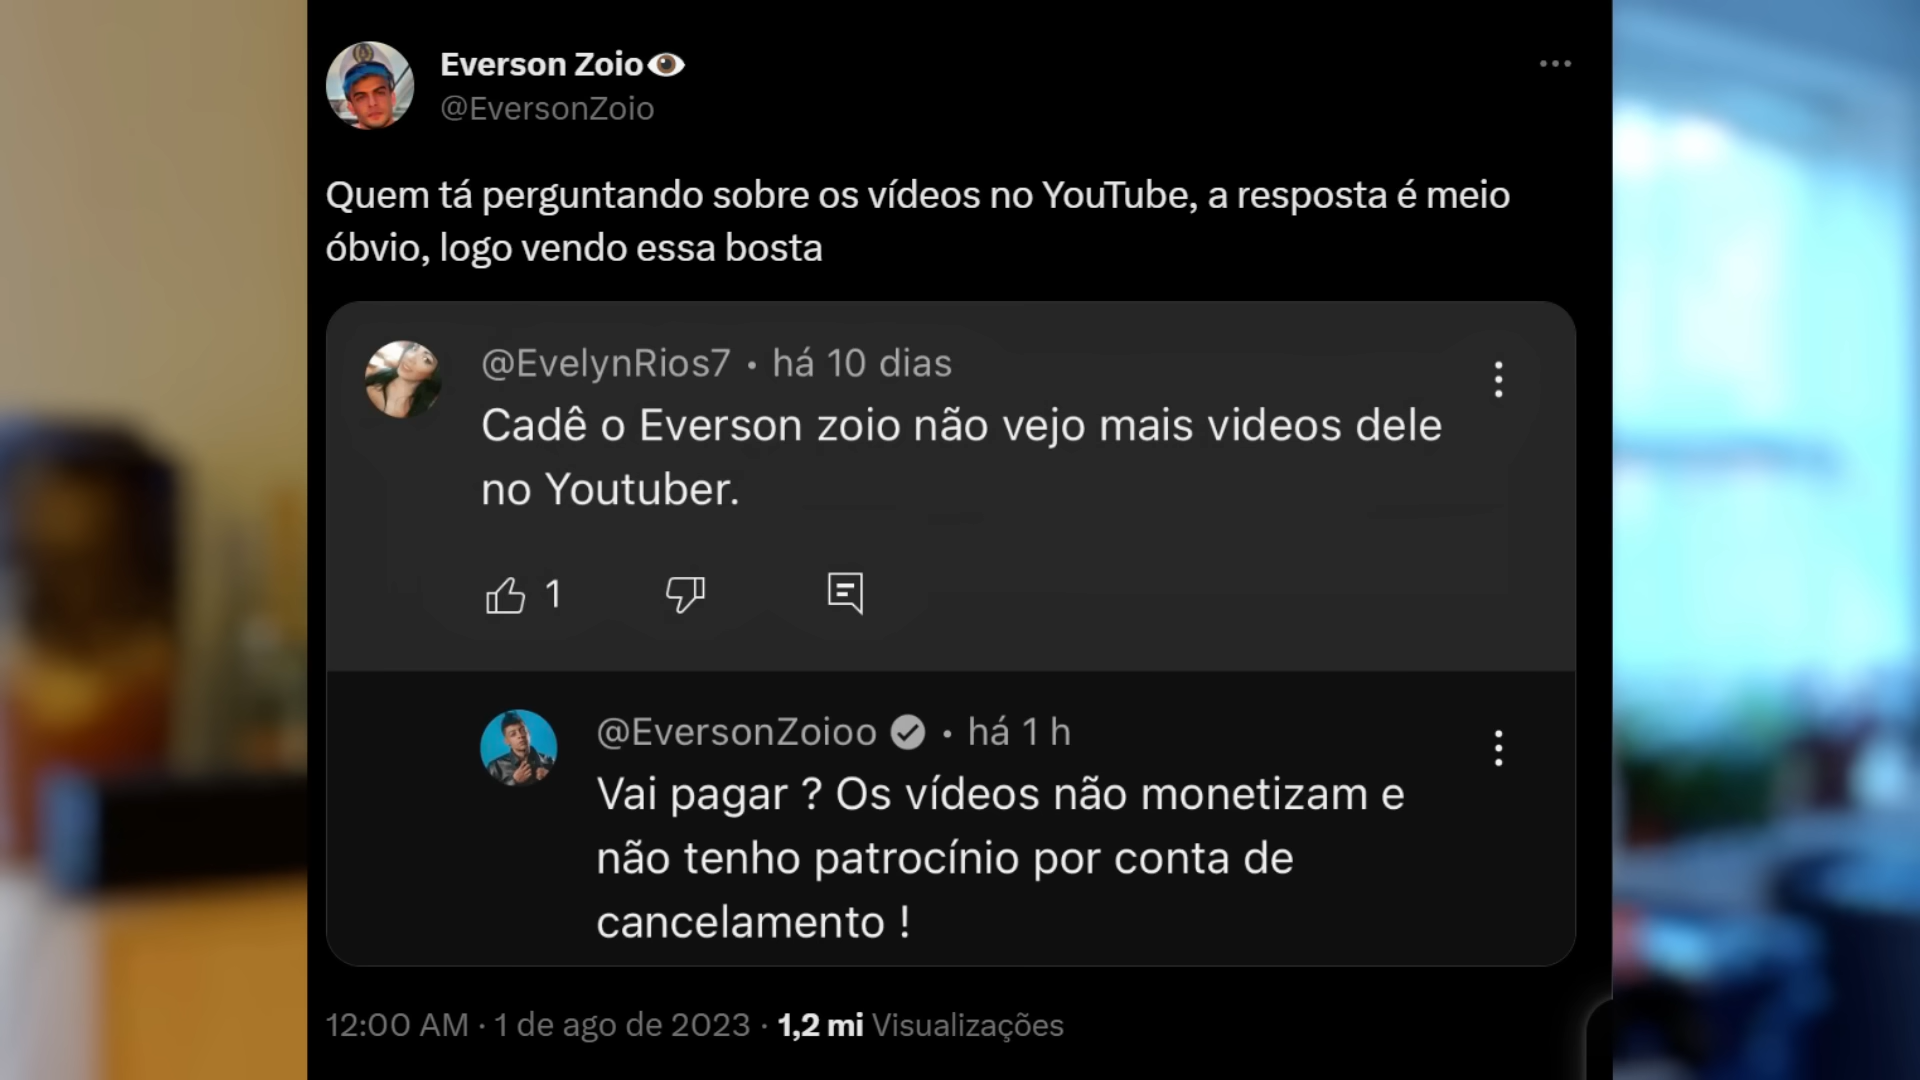 Everson Zoio
@EversonZoio
Quem tá perguntando sobre os vídeos no YouTube, a resposta é meio
óbvio, logo vendo essa bosta
@EvelynRios7 • há 10 dias
Cadê o Everson zoio não vejo mais videos dele
no Youtuber.
1
@EversonZoioo • há 1 h
Vai pagar ? Os vídeos não monetizam e
não tenho patrocínio por conta de
cancelamento !
12:00 AM · 1 de ago de 2023 · 1,2 mi Visualizações